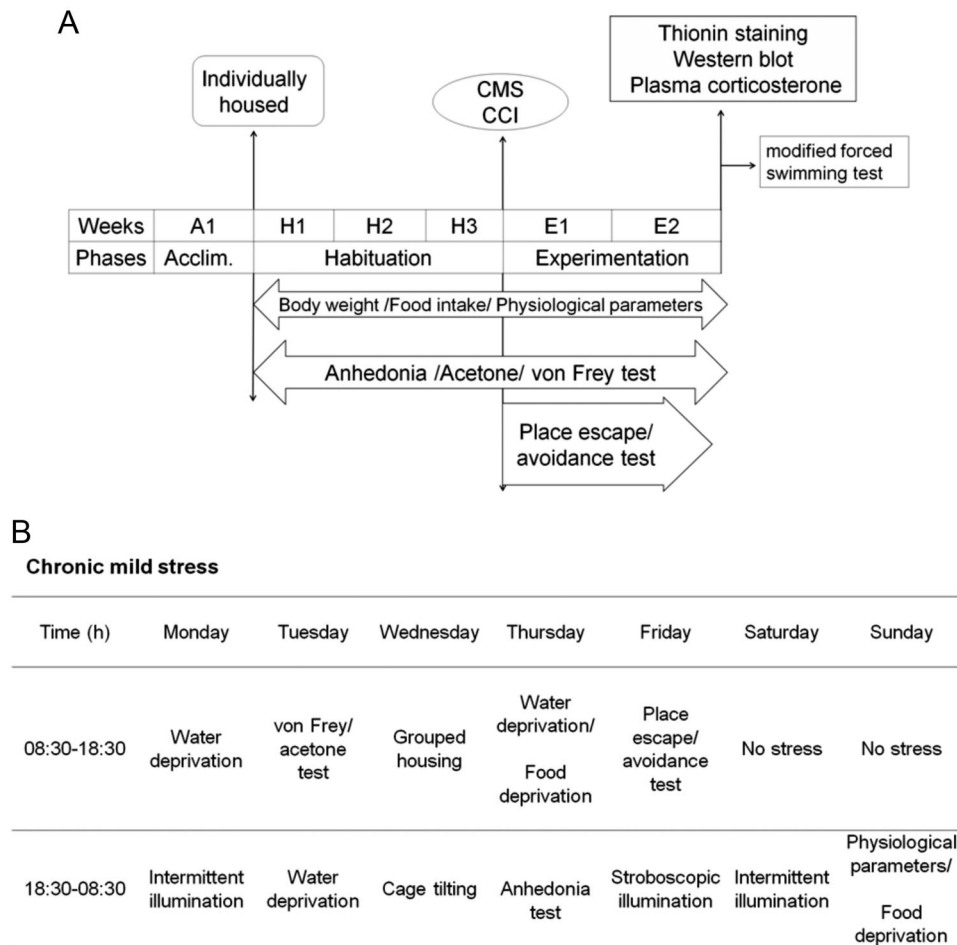 A
Individually
housed
CMS
CCI
Thionin staining
Western blot
Plasma corticosterone
modified forced
swimming test
Weeks A1 H1 H2 H3 E1 E2
Phases Acclim. Habituation Experimentation
Body weight /Food intake/ Physiological parameters
Anhedonia /Acetone/ von Frey test
Place escape/
avoidance test
B
Chronic mild stress
Time (h) Monday Tuesday Wednesday Thursday Friday Saturday Sunday
08:30-18:30
Water
deprivation
von Frey/
acetone
test
Grouped
housing
Water
deprivation/
Food
deprivation
Place
escape/
avoidance
test
No stress
No stress
18:30-08:30
Intermittent
illumination
Water
deprivation
Cage tilting
Anhedonia
test
Stroboscopic
illumination
Intermittent
illumination
Physiological
parameters/
Food
deprivation